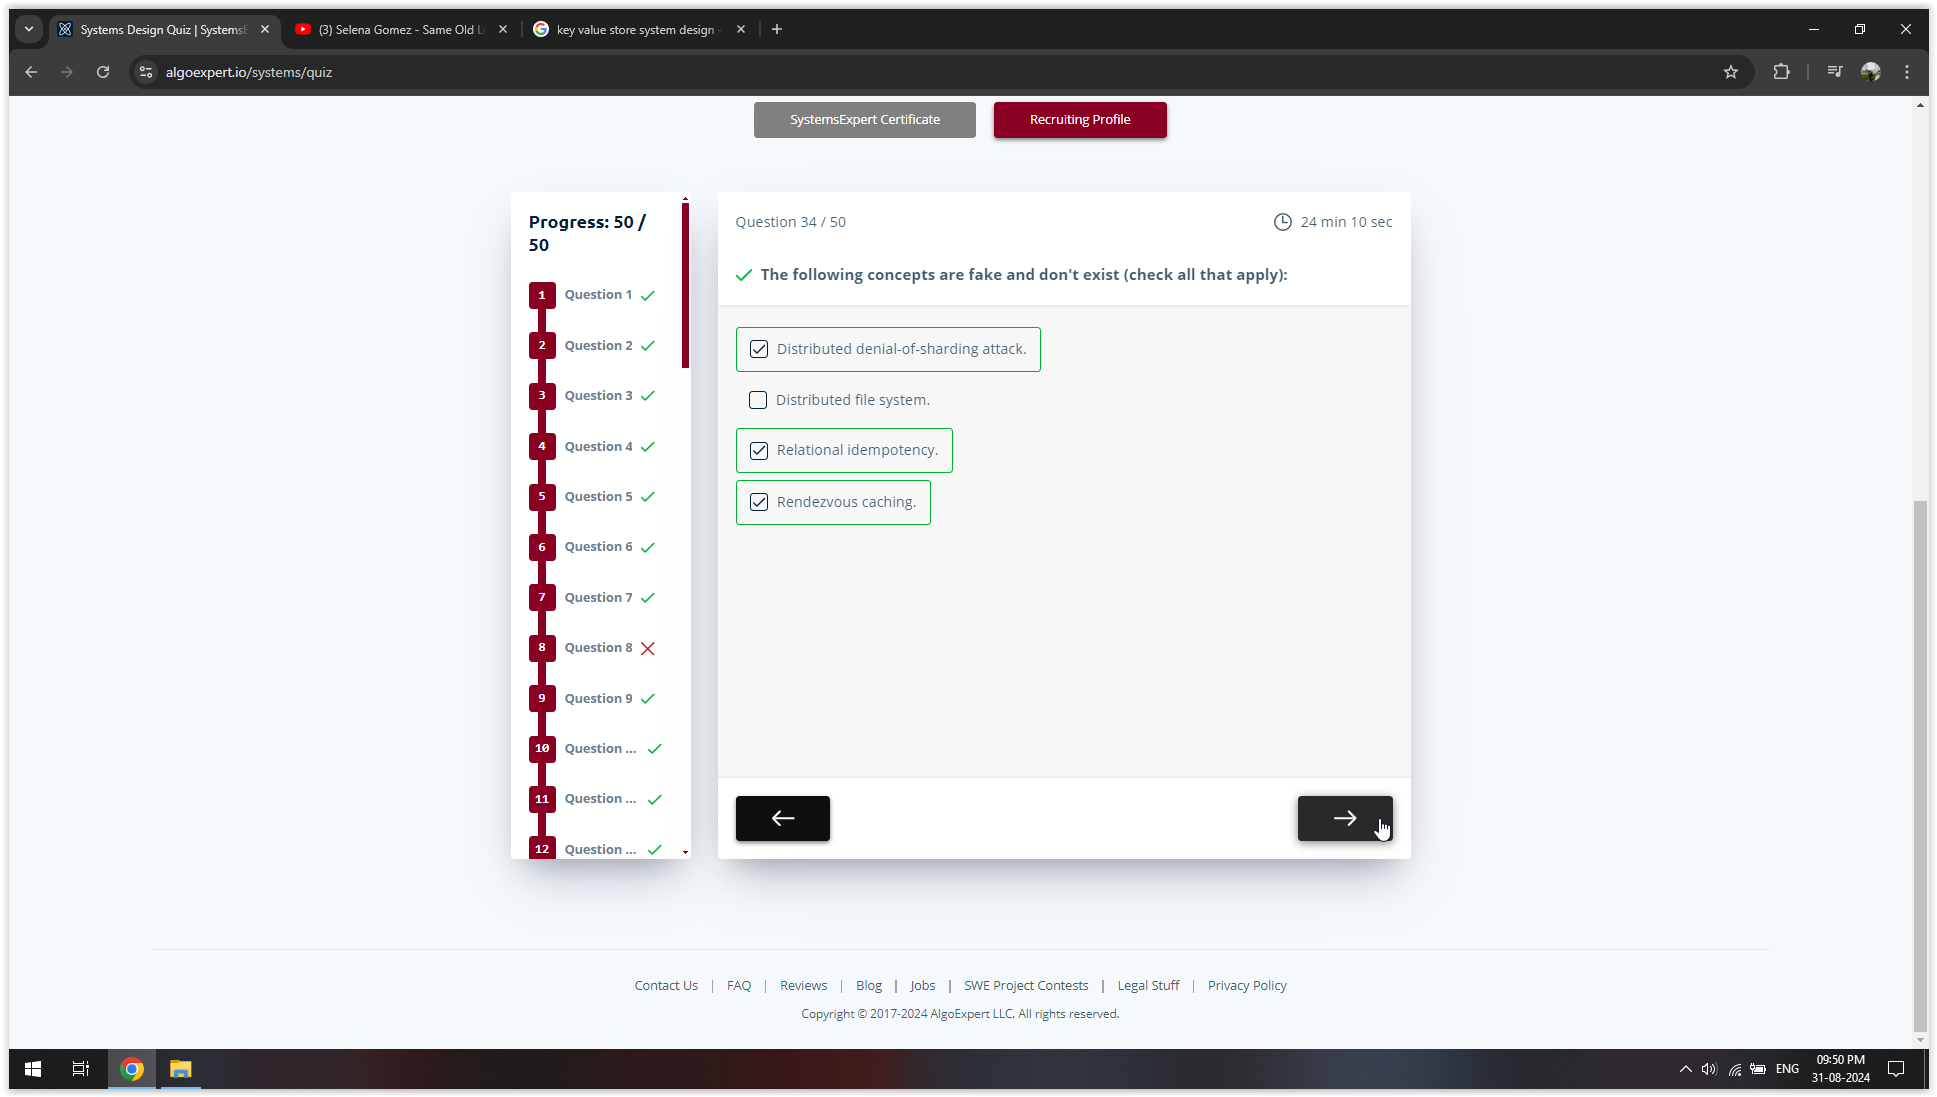 Systems Design Quiz | Systems
(3) Selena Gomez - Same Old L
key value store system design -
algoexpert.io/systems/quiz
SystemsExpert Certificate
Recruiting Profile
Progress: 50 /
50
1 Question 1
2 Question 2
3 Question 3
4 Question 4
5 Question 5
6 Question 6
7 Question 7
8 Question 8
9 Question 9
10 Question ...
11 Question ...
12 Question ...
Question 34 / 50
24 min 10 sec
The following concepts are fake and don't exist (check all that apply):
Distributed denial-of-sharding attack.
Distributed file system.
Relational idempotency.
Rendezvous caching.
Contact Us | FAQ | Reviews | Blog | Jobs | SWE Project Contests | Legal Stuff | Privacy Policy
Copyright © 2017-2024 AlgoExpert LLC. All rights reserved.
ENG
09:50 PM
31-08-2024